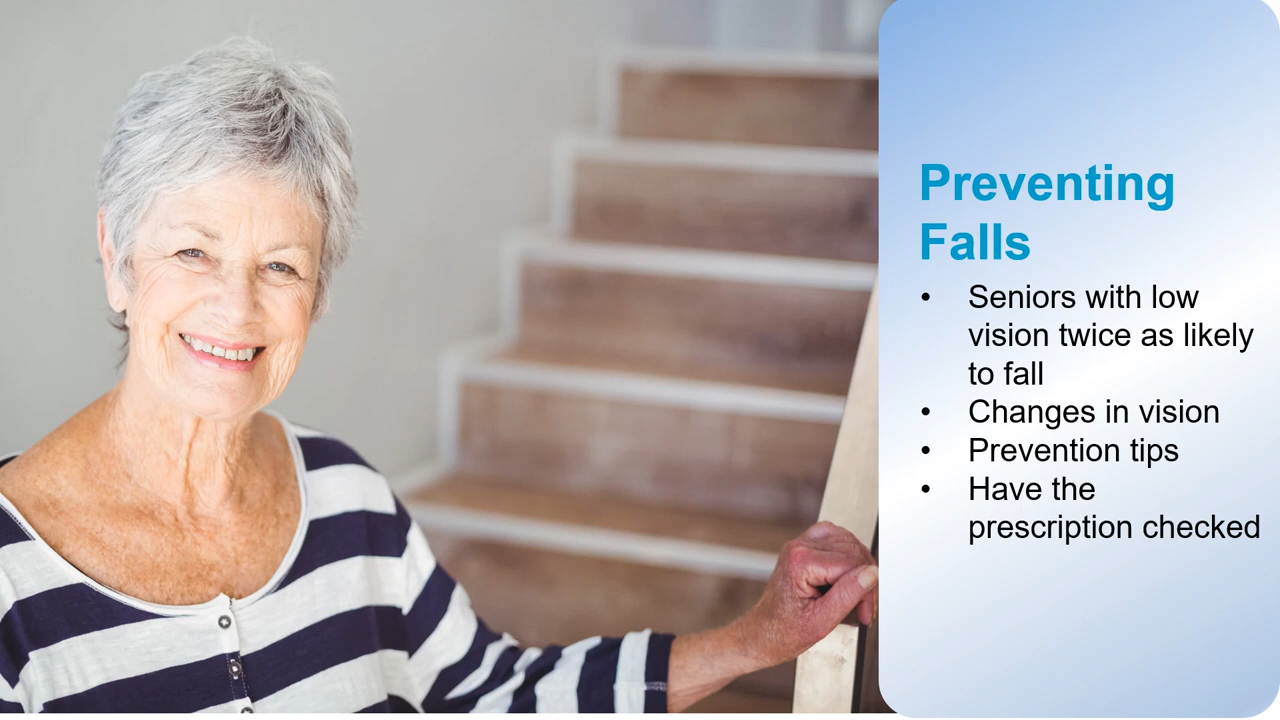 Preventing
Falls
• Seniors with low
vision twice as likely
to fall
• Changes in vision
• Prevention tips
• Have the
prescription checked